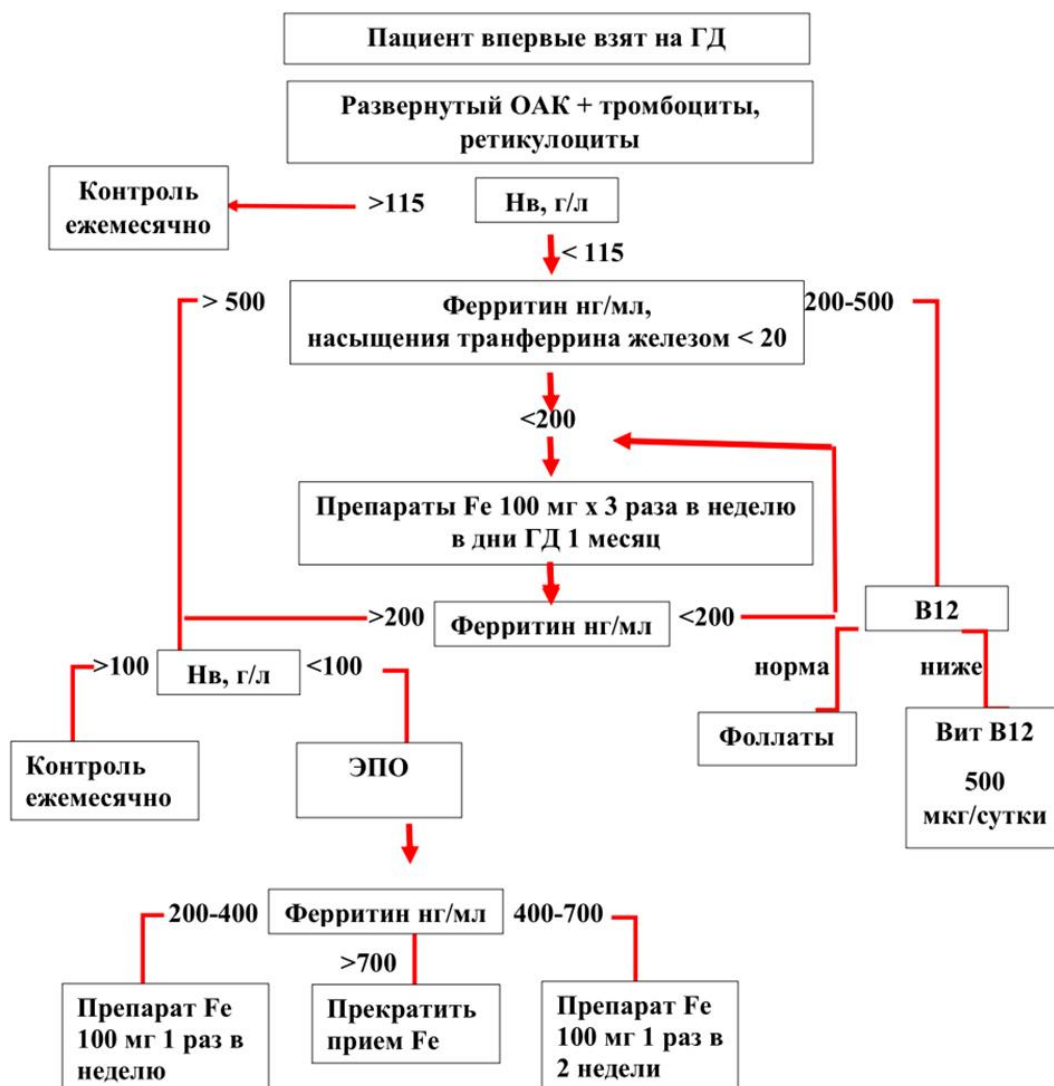 Пациент впервые взят на ГД
Развернутый ОАК + тромбоциты,
ретикулоциты
Контроль
ежемесячно
>115
Нв, г/л
< 115
> 500
Ферритин нг/мл,
насыщения транферрина железом < 20
200-500
<200
Препараты Fe 100 мг х 3 раза в неделю
в дни ГД 1 месяц
>200
Ферритин нг/мл
<200
В12
>100
Нв, г/л
<100
норма
ниже
Контроль
ежемесячно
ЭПО
Фоллаты
Вит В12
500
мкг/сутки
200-400
Ферритин нг/мл
400-700
>700
Препарат Fe
100 мг 1 раз в
неделю
Прекратить
прием Fe
Препарат Fe
100 мг 1 раз в
2 недели